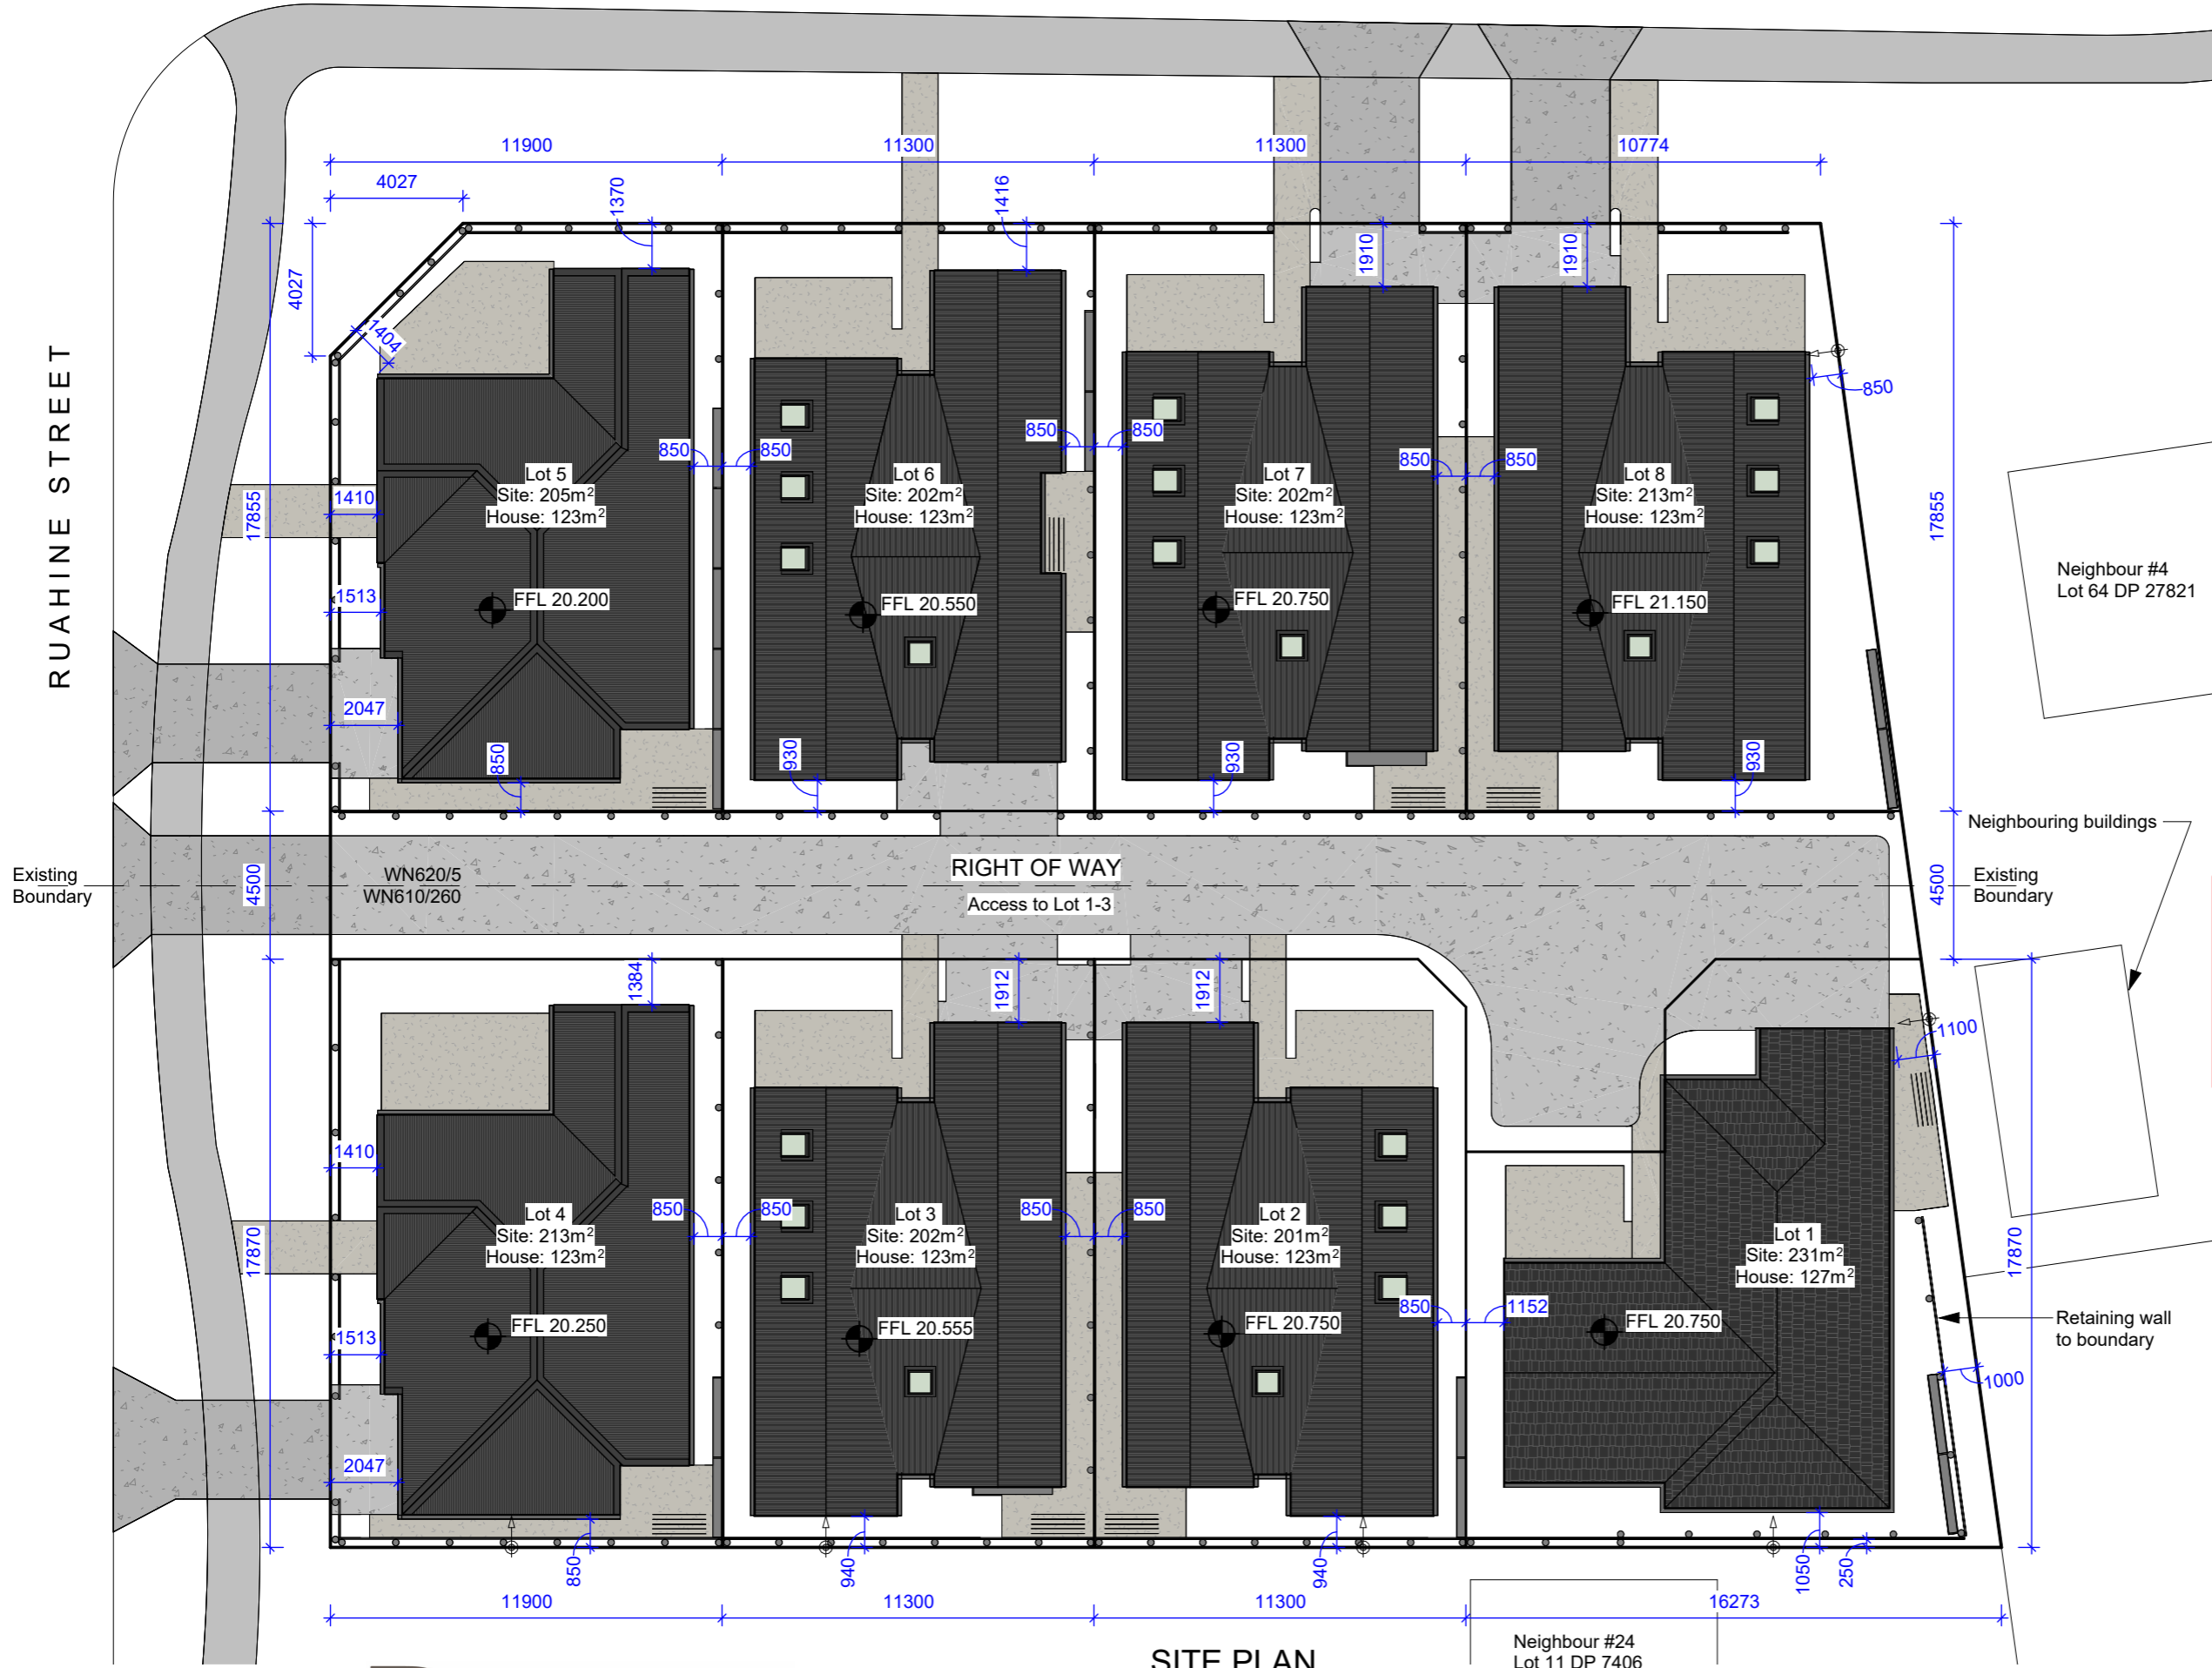 11900
11300
11300
10774
4027
1370
1416
4027
1910
1910
1404
850
RUAHINE STREET
17855
17855
850
850
850
850
850
850
Lot 5
Site: 205m²
House: 123m²
Lot 6
Site: 202m²
House: 123m²
Lot 7
Site: 202m²
House: 123m²
Lot 8
Site: 213m²
House: 123m²
1410
1513
FFL 20.200
FFL 20.550
FFL 20.750
FFL 21.150
Neighbour #4
Lot 64 DP 27821
2047
850
930
930
930
Neighbouring buildings
Existing
Boundary
4500
WN620/5
WN610/260
RIGHT OF WAY
Access to Lot 1-3
4500
Existing
Boundary
1384
1912
1912
1100
1410
17870
17870
850
850
850
850
Lot 4
Site: 213m²
House: 123m²
Lot 3
Site: 202m²
House: 123m²
Lot 2
Site: 201m²
House: 123m²
Lot 1
Site: 231m²
House: 127m²
850
1152
1513
FFL 20.250
FFL 20.555
FFL 20.750
FFL 20.750
Retaining wall
to boundary
1000
2047
850
940
940
1050
250
11900
11300
11300
16273
SITE PLAN
Neighbour #24
Lot 11 DP 7406